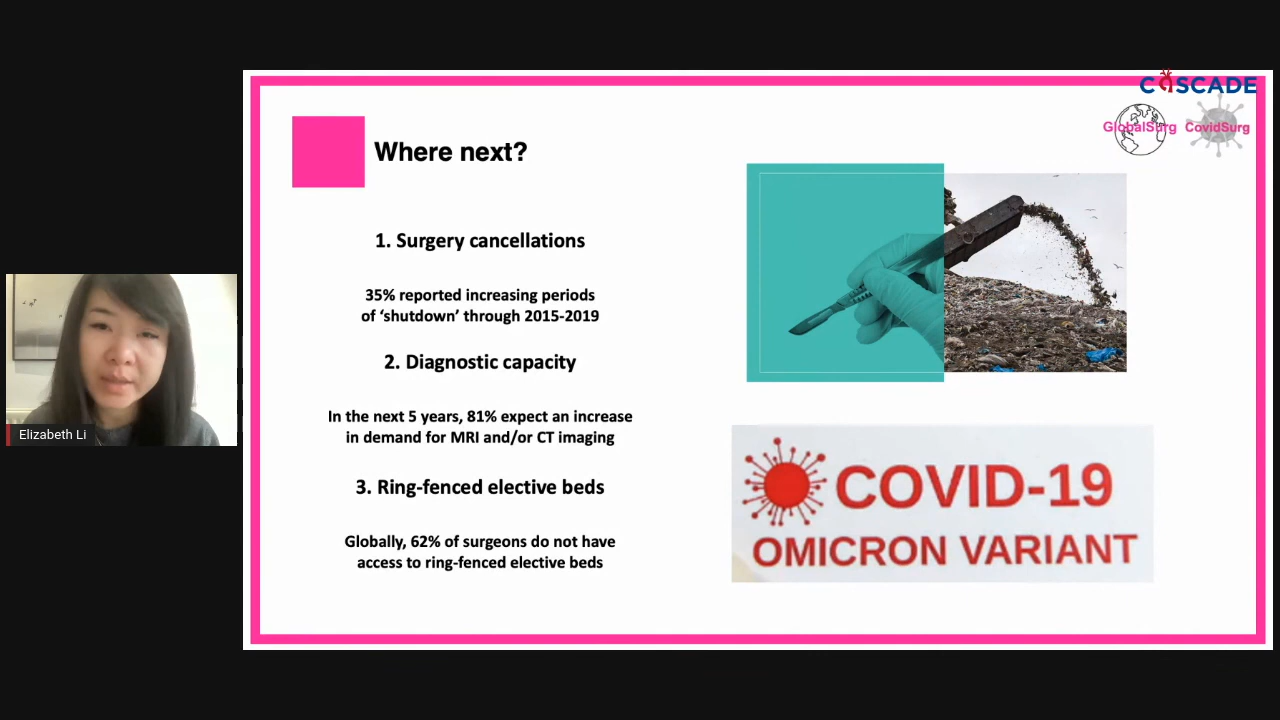 CASCADE
GlobalSurg CovidSurg
Where next?
1. Surgery cancellations
35% reported increasing periods
of ‘shutdown’ through 2015-2019
2. Diagnostic capacity
In the next 5 years, 81% expect an increase
in demand for MRI and/or CT imaging
3. Ring-fenced elective beds
Globally, 62% of surgeons do not have
access to ring-fenced elective beds
COVID-19
OMICRON VARIANT
Elizabeth Li